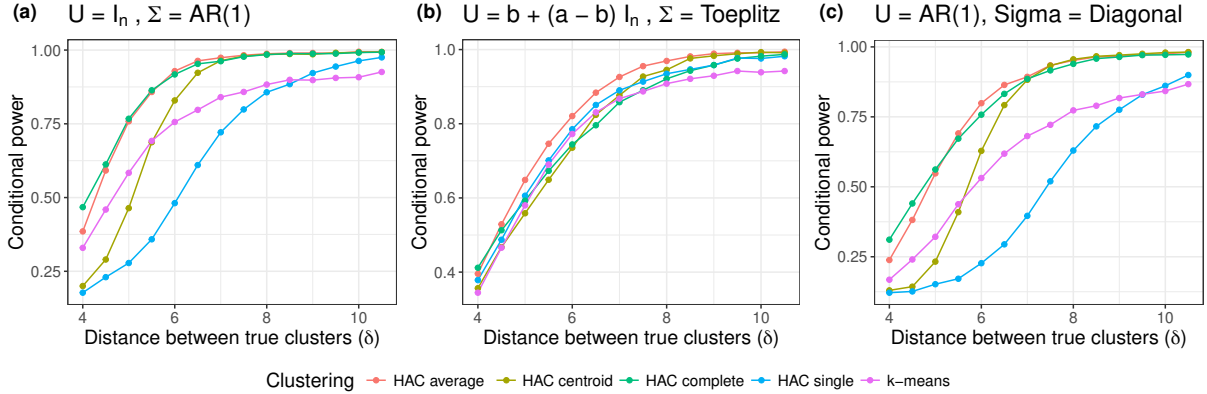 (a) U = Iₙ , Σ = AR(1)
Conditional power
1.00
0.75
0.50
0.25
4 6 8 10
Distance between true clusters (δ)
(b) U = b + (a − b) Iₙ , Σ = Toeplitz
Conditional power
1.0
0.8
0.6
0.4
4 6 8 10
Distance between true clusters (δ)
(c) U = AR(1), Sigma = Diagonal
Conditional power
1.00
0.75
0.50
0.25
4 6 8 10
Distance between true clusters (δ)
Clustering HAC average HAC centroid HAC complete HAC single k−means